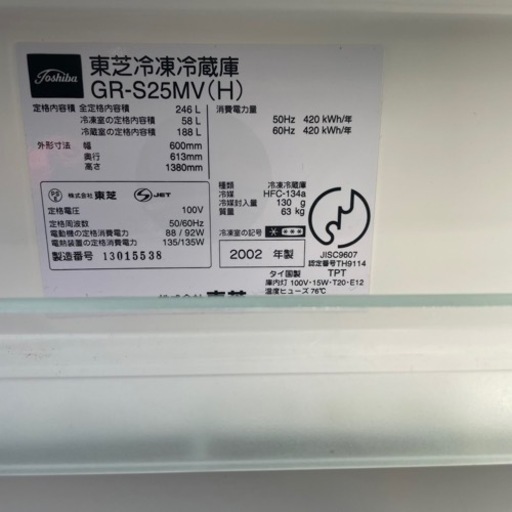 Toshiba
東芝冷凍冷蔵庫
GR-S25MV(H)
定格内容積 全定格内容積 246 L
冷凍室の定格内容積 58 L
冷蔵室の定格内容積 188 L
外形寸法 幅 600mm
奥行 613mm
高さ 1380mm
消費電力量
50Hz 420 kWh/年
60Hz 420 kWh/年
株式会社 東芝 JET
定格電圧 100V
定格周波数 50/60Hz
電動機の定格消費電力 88 / 92W
電熱装置の定格消費電力 135/135W
製造番号 13015538
種類 冷凍冷蔵庫
冷媒 HFC-134a
冷媒封入量 130 g
質量 63 kg
冷凍室の記号
2002 年製
JISC9607
認定番号TH9114
タイ国製 TPT
庫内灯 100V・15W・T20・E12
温度ヒューズ 76℃
株式会社 東芝